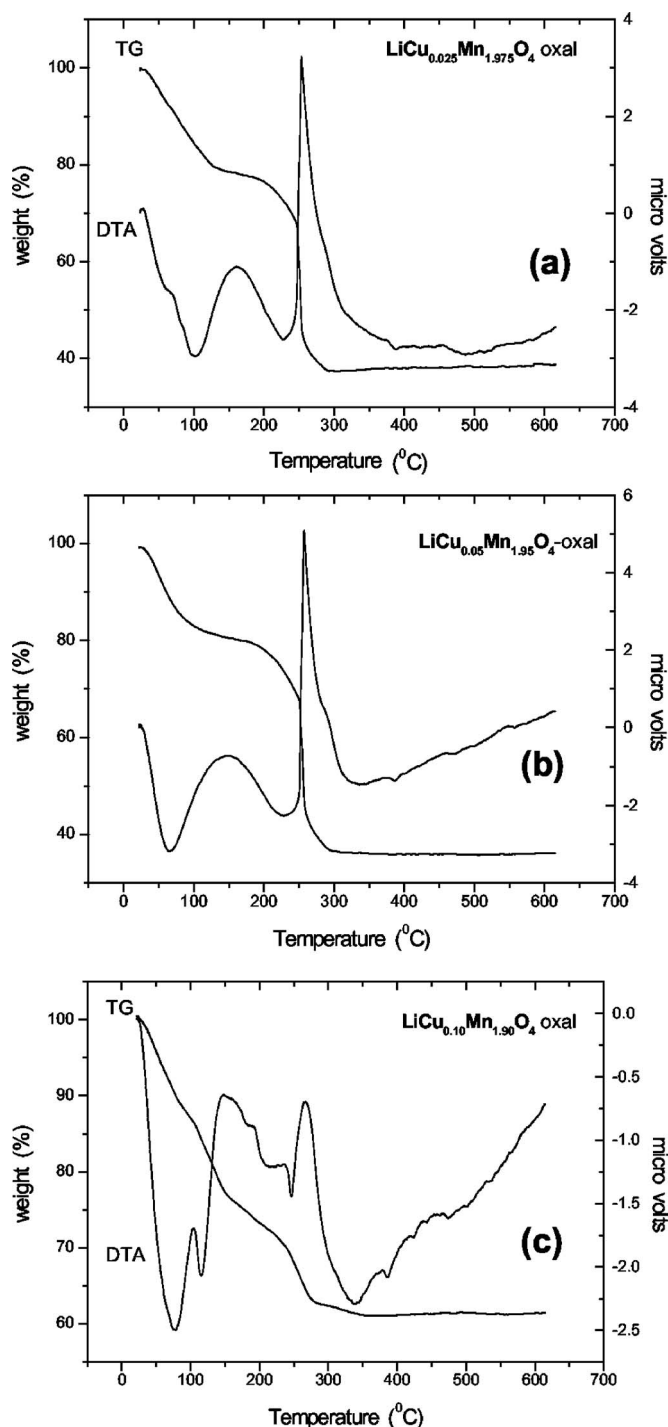 TG
LiCu0.025Mn1.975O4 oxal
DTA
(a)
weight (%)
micro volts
100
80
60
40
4
3
2
1
0
-2
-4
0 100 200 300 400 500 600 700
Temperature (⁰C)
LiCu0.05Mn1.95O4-oxal
(b)
weight (%)
micro volts
100
80
60
40
6
4
2
0
-2
-4
0 100 200 300 400 500 600 700
Temperature (⁰C)
TG
LiCu0.10Mn1.90O4 oxal
DTA
(c)
weight (%)
micro volts
100
90
80
70
60
0.0
-0.5
-1.0
-1.5
-2.0
-2.5
0 100 200 300 400 500 600 700
Temperature (⁰C)